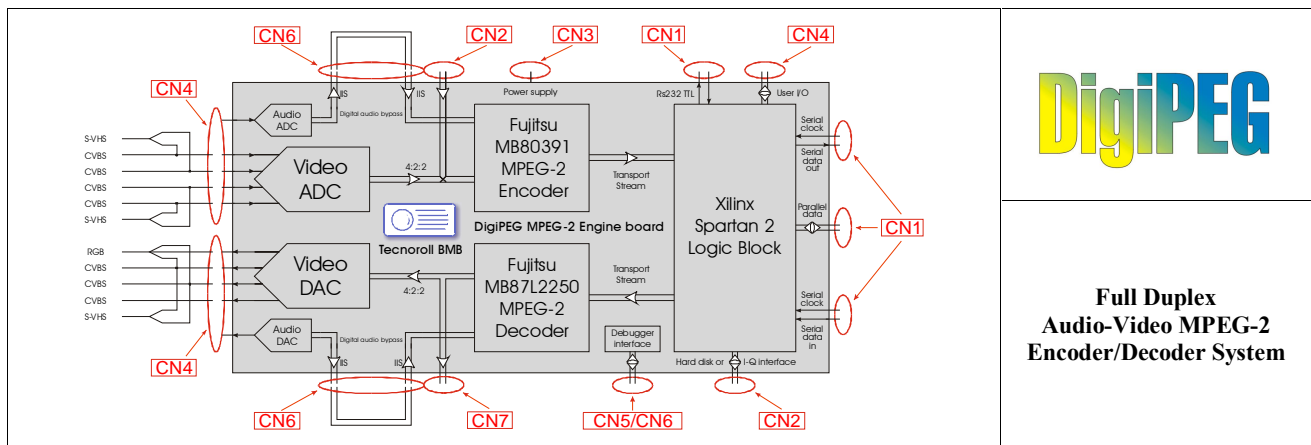 CN6
CN2
CN3
CN1
CN4
IIS
IIS
Power supply
Rs232 TTL
User I/O
CN4
Audio
ADC
Digital audio bypass
S-VHS
CVBS
CVBS
CVBS
CVBS
S-VHS
Video
ADC
4:2:2
Fujitsu
MB80391
MPEG-2
Encoder
Transport
Stream
Xilinx
Spartan 2
Logic Block
Serial
clock
Serial
data
out
Parallel
data
CN1
Tecnoroll BMB
DigiPEG MPEG-2 Engine board
RGB
CVBS
CVBS
CVBS
S-VHS
Video
DAC
4:2:2
Fujitsu
MB87L2250
MPEG-2
Decoder
Transport
Stream
Serial
clock
Serial
data
in
Audio
DAC
Digital audio bypass
IIS
IIS
Debugger
interface
Hard disk or
I-Q interface
CN4
CN6
CN7
CN5/CN6
CN2
DigiPEG
Full Duplex
Audio-Video MPEG-2
Encoder/Decoder System